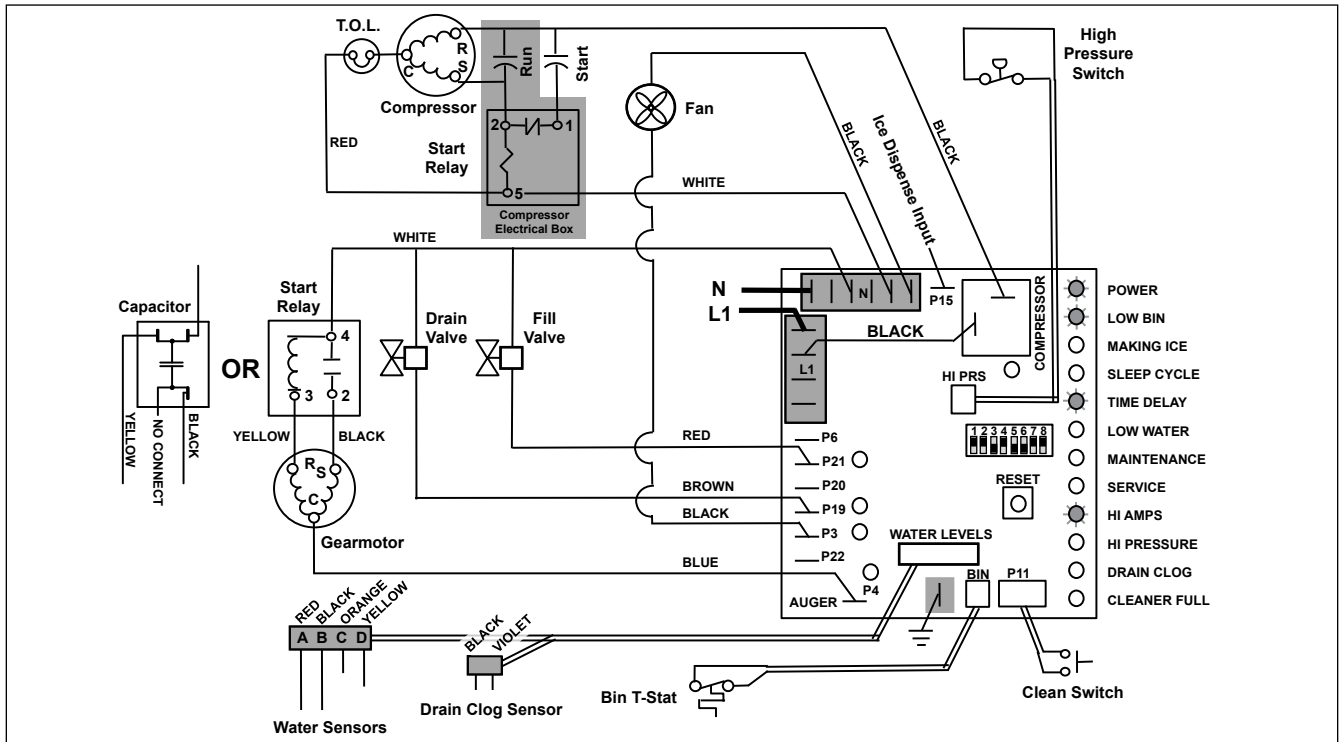 T.O.L.
R
S
C
Compressor
Run
Start
2
1
5
Start
Relay
Compressor
Electrical Box
RED
Fan
BLACK
Ice Dispense Input
BLACK
High
Pressure
Switch
WHITE
WHITE
Capacitor
YELLOW
NO CONNECT
BLACK
OR
Start
Relay
4
3
2
YELLOW
BLACK
R
S
C
Gearmotor
Drain
Valve
Fill
Valve
N
L1
N
P15
BLACK
L1
COMPRESSOR
HI PRS
1 2 3 4 5 6 7 8
RESET
RED
P6
P21
P20
BROWN
P19
BLACK
P3
P22
BLUE
P4
AUGER
WATER LEVELS
BIN
P11
POWER
LOW BIN
MAKING ICE
SLEEP CYCLE
TIME DELAY
LOW WATER
MAINTENANCE
SERVICE
HI AMPS
HI PRESSURE
DRAIN CLOG
CLEANER FULL
RED
BLACK
ORANGE
YELLOW
A B C D
Water Sensors
BLACK
VIOLET
Drain Clog Sensor
Bin T-Stat
Clean Switch